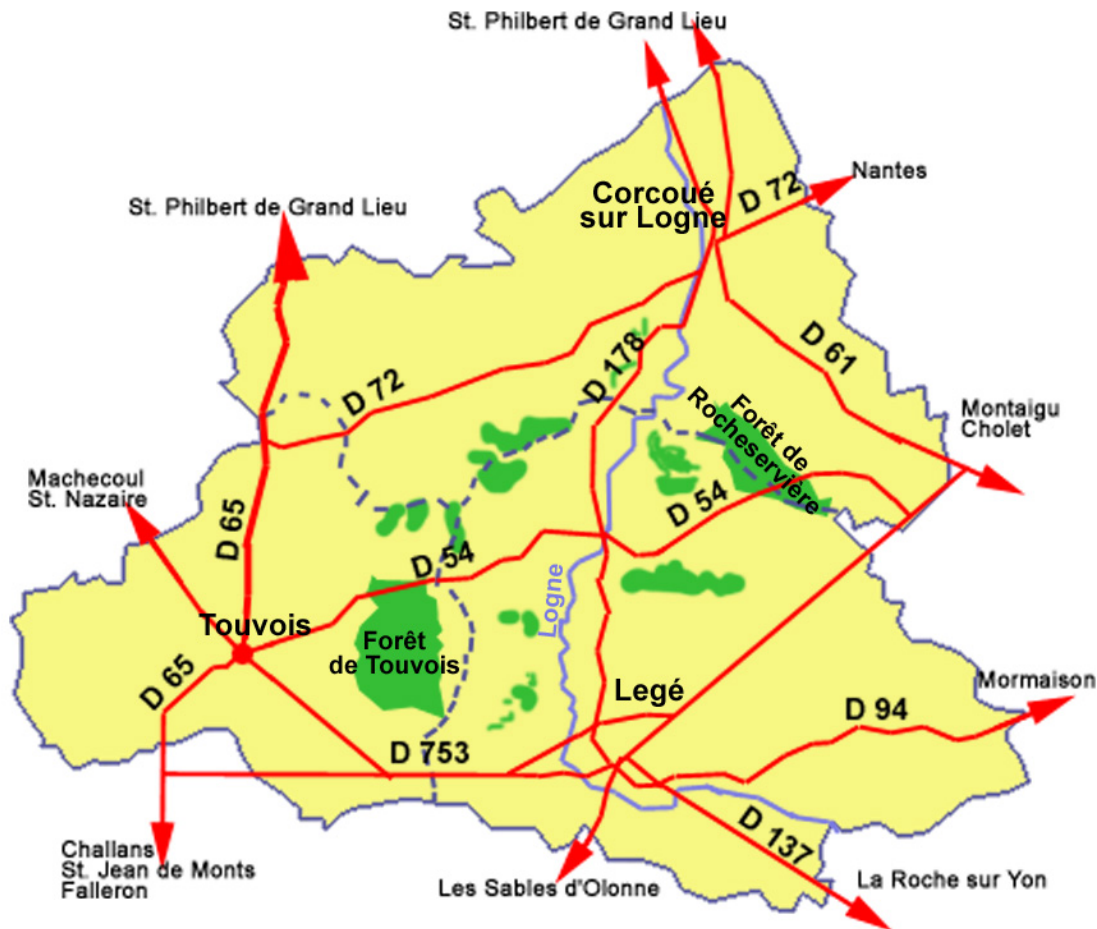 St. Philbert de Grand Lieu
Nantes
D 72
Corcoué
sur Logne
St. Philbert de Grand Lieu
D 178
D 61
D 72
Forêt de
Rocheservière
Montaigu
Cholet
Machecoul
St. Nazaire
D 65
D 54
D 54
Logne
Touvois
Forêt
de Touvois
D 65
Legé
Mormaison
D 94
D 753
D 137
Challans
St. Jean de Monts
Falleron
Les Sables d'Olonne
La Roche sur Yon